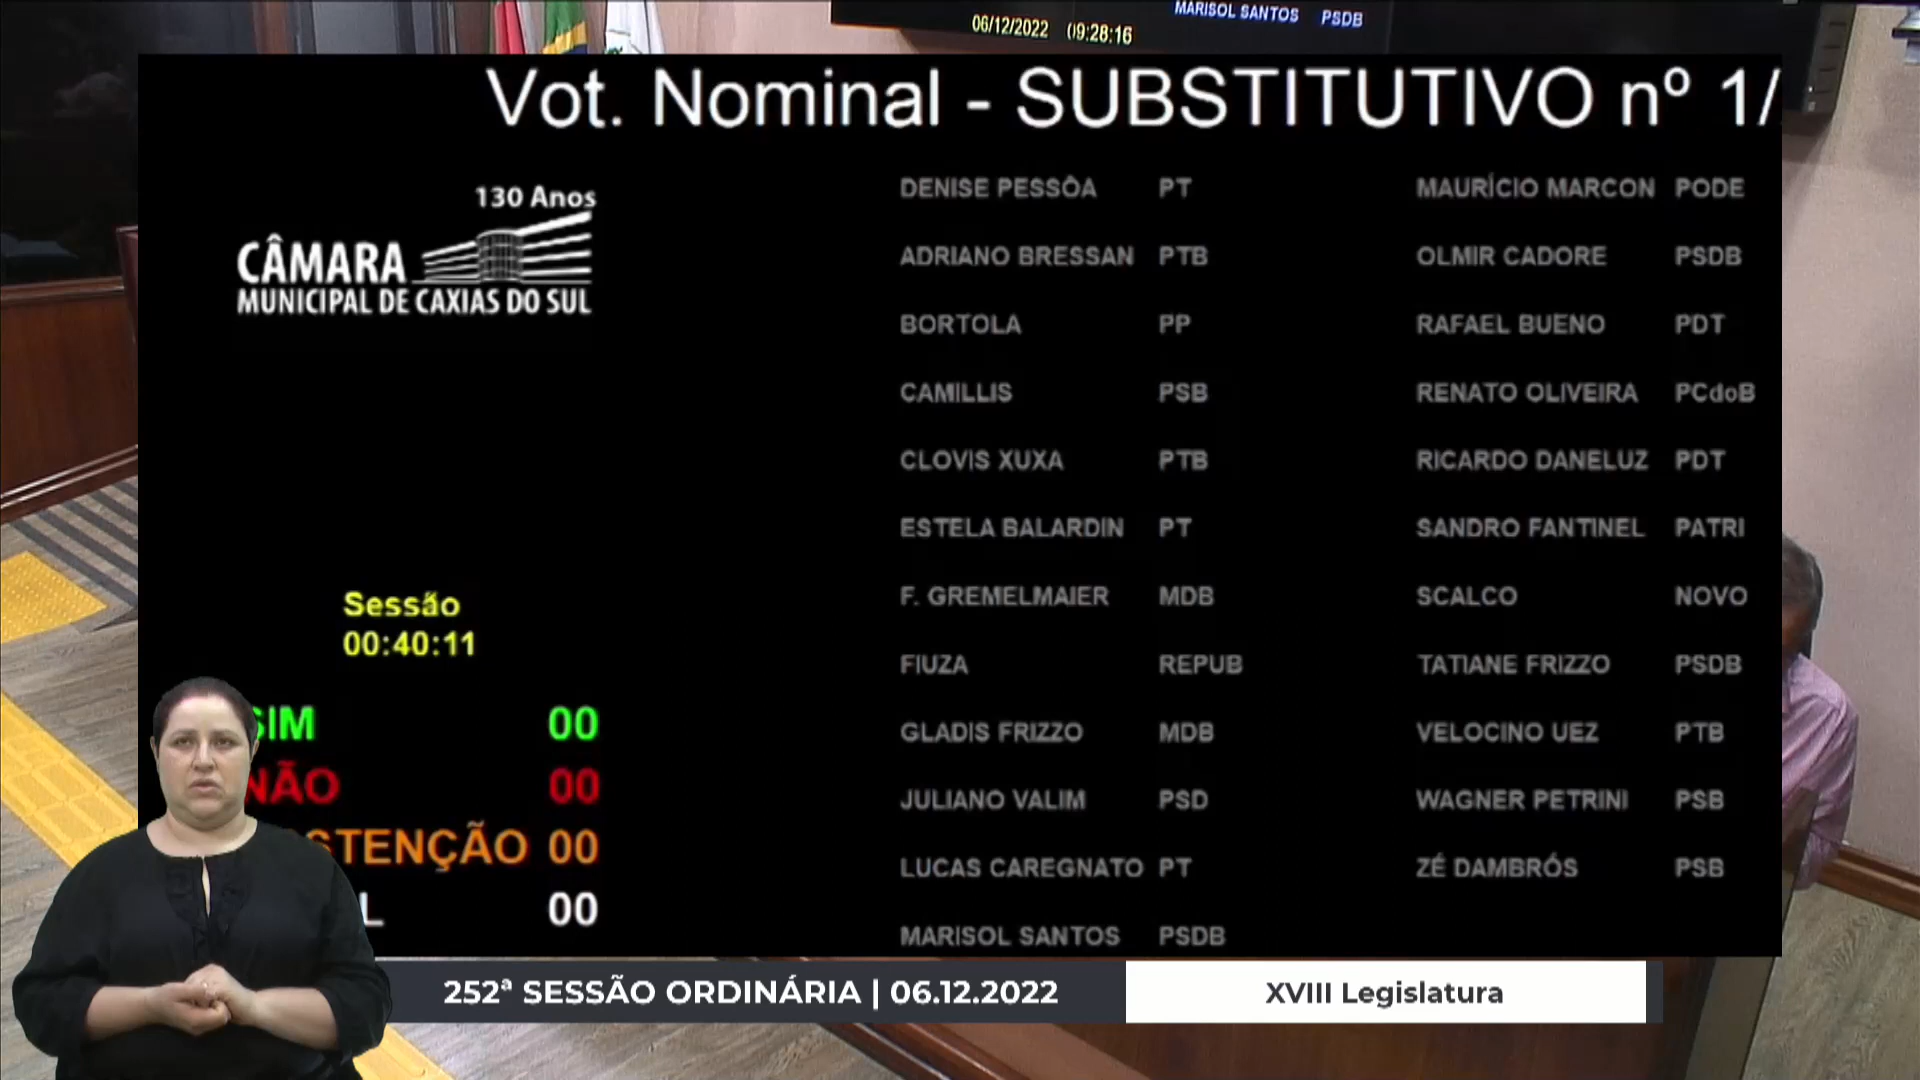 MARISOL SANTOS PSDB
06/12/2022 09:28:16
Vot. Nominal - SUBSTITUTIVO nº 1/
130 Anos
CÂMARA
MUNICIPAL DE CAXIAS DO SUL
DENISE PESSÔA PT MAURÍCIO MARCON PODE
ADRIANO BRESSAN PTB OLMIR CADORE PSDB
BORTOLA PP RAFAEL BUENO PDT
CAMILLIS PSB RENATO OLIVEIRA PCdoB
CLOVIS XUXA PTB RICARDO DANELUZ PDT
ESTELA BALARDIN PT SANDRO FANTINEL PATRI
F. GREMELMAIER MDB SCALCO NOVO
FIUZA REPUB TATIANE FRIZZO PSDB
GLADIS FRIZZO MDB VELOCINO UEZ PTB
JULIANO VALIM PSD WAGNER PETRINI PSB
LUCAS CAREGNATO PT ZÉ DAMBRÓS PSB
MARISOL SANTOS PSDB
Sessão
00:40:11
SIM 00
NÃO 00
STENÇÃO 00
L 00
252ª SESSÃO ORDINÁRIA | 06.12.2022
XVIII Legislatura